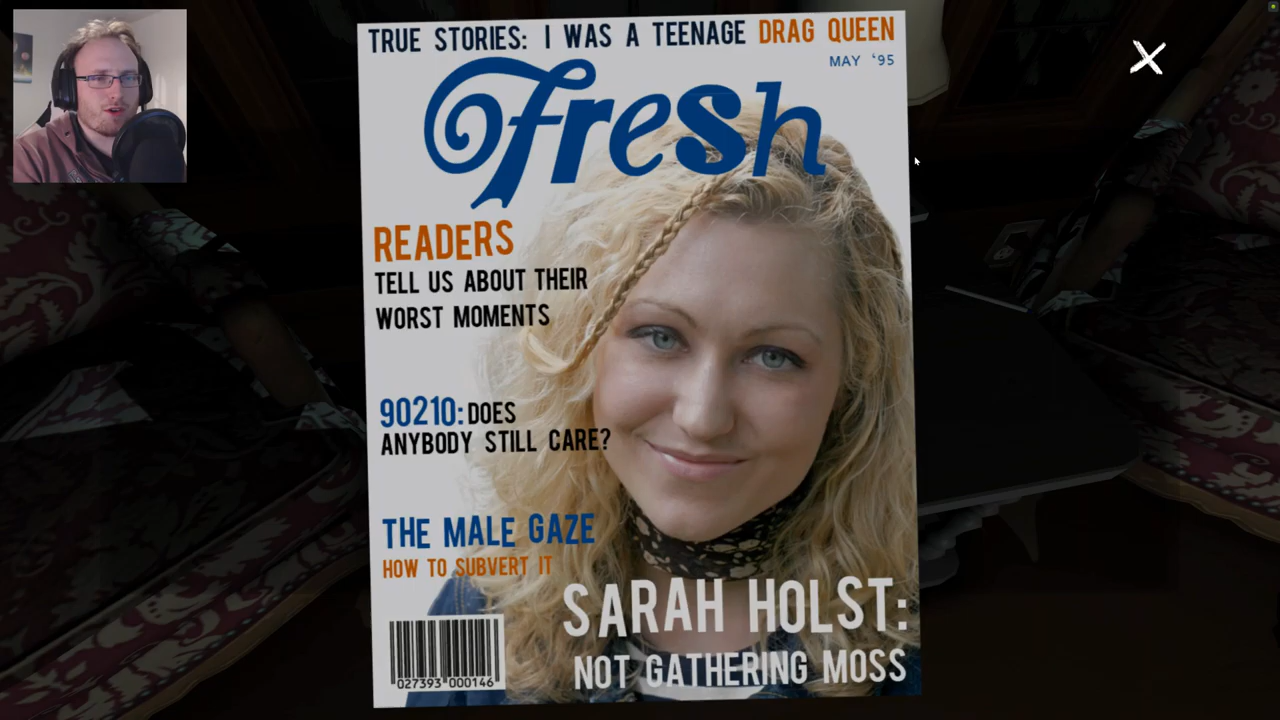 TRUE STORIES: I WAS A TEENAGE DRAG QUEEN
MAY '95
Fresh
READERS
TELL US ABOUT THEIR
WORST MOMENTS
90210: DOES
ANYBODY STILL CARE?
THE MALE GAZE
HOW TO SUBVERT IT
SARAH HOLST:
NOT GATHERING MOSS
027393 000146